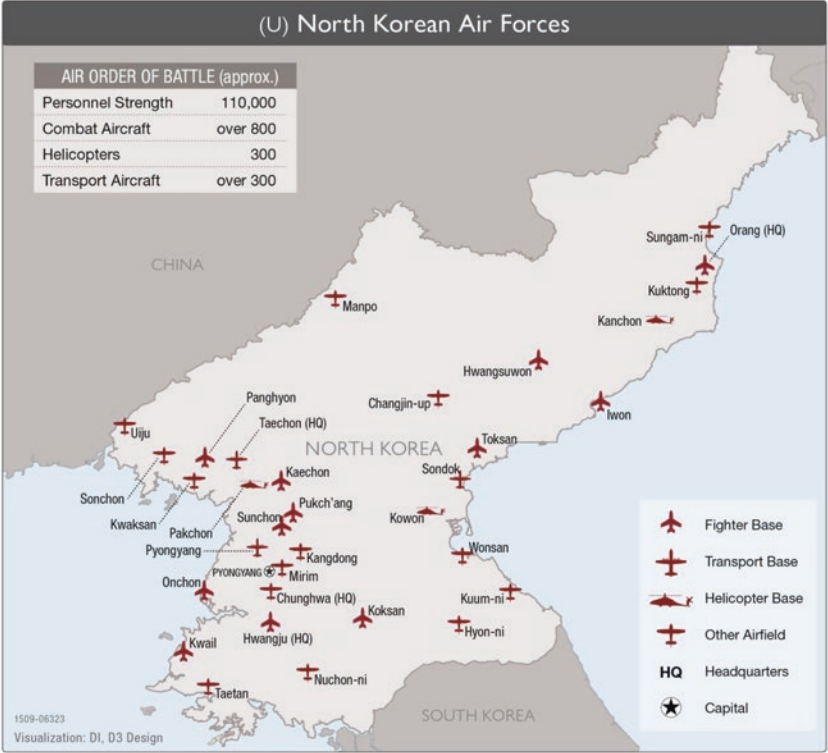 (U) North Korean Air Forces
AIR ORDER OF BATTLE (approx.)
Personnel Strength 110,000
Combat Aircraft over 800
Helicopters 300
Transport Aircraft over 300
CHINA
Sungam-ni
Orang (HQ)
Kuktong
Manpo
Kanchon
Hwangsuwon
Panghyon
Changjin-up
Iwon
Taechon (HQ)
Uiju
NORTH KOREA
Toksan
Kaechon
Sondok
Sonchon
Pukch'ang
Kwaksan
Sunchon
Kowon
Pakchon
Pyongyang
Kangdong
Wonsan
PYONGYANG
Mirim
Onchon
Chunghwa (HQ)
Kuum-ni
Koksan
Hyon-ni
Hwangju (HQ)
Kwail
Nuchon-ni
Taetan
SOUTH KOREA
Fighter Base
Transport Base
Helicopter Base
Other Airfield
HQ Headquarters
Capital
1509-06323
Visualization: DI, D3 Design